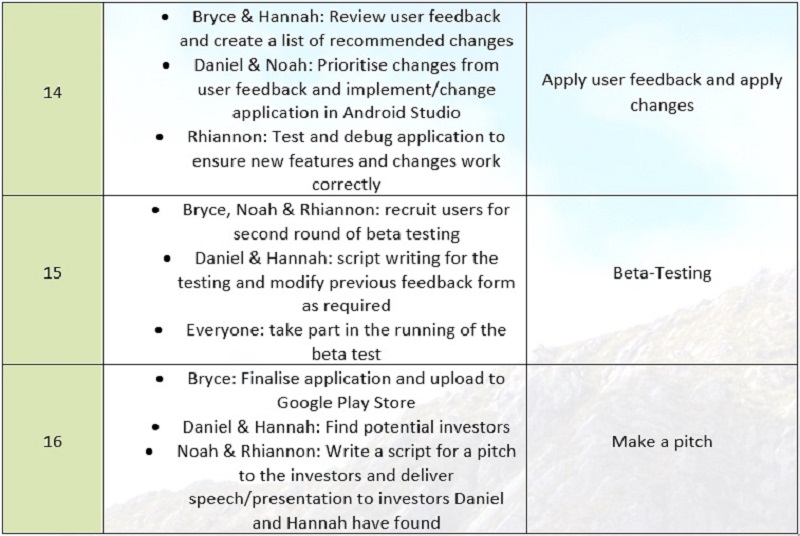 14
• Bryce & Hannah: Review user feedback
and create a list of recommended changes
• Daniel & Noah: Prioritise changes from
user feedback and implement/change
application in Android Studio
• Rhiannon: Test and debug application to
ensure new features and changes work
correctly
Apply user feedback and apply
changes
15
• Bryce, Noah & Rhiannon: recruit users for
second round of beta testing
• Daniel & Hannah: script writing for the
testing and modify previous feedback form
as required
• Everyone: take part in the running of the
beta test
Beta-Testing
16
• Bryce: Finalise application and upload to
Google Play Store
• Daniel & Hannah: Find potential investors
• Noah & Rhiannon: Write a script for a pitch
to the investors and deliver
speech/presentation to investors Daniel
and Hannah have found
Make a pitch